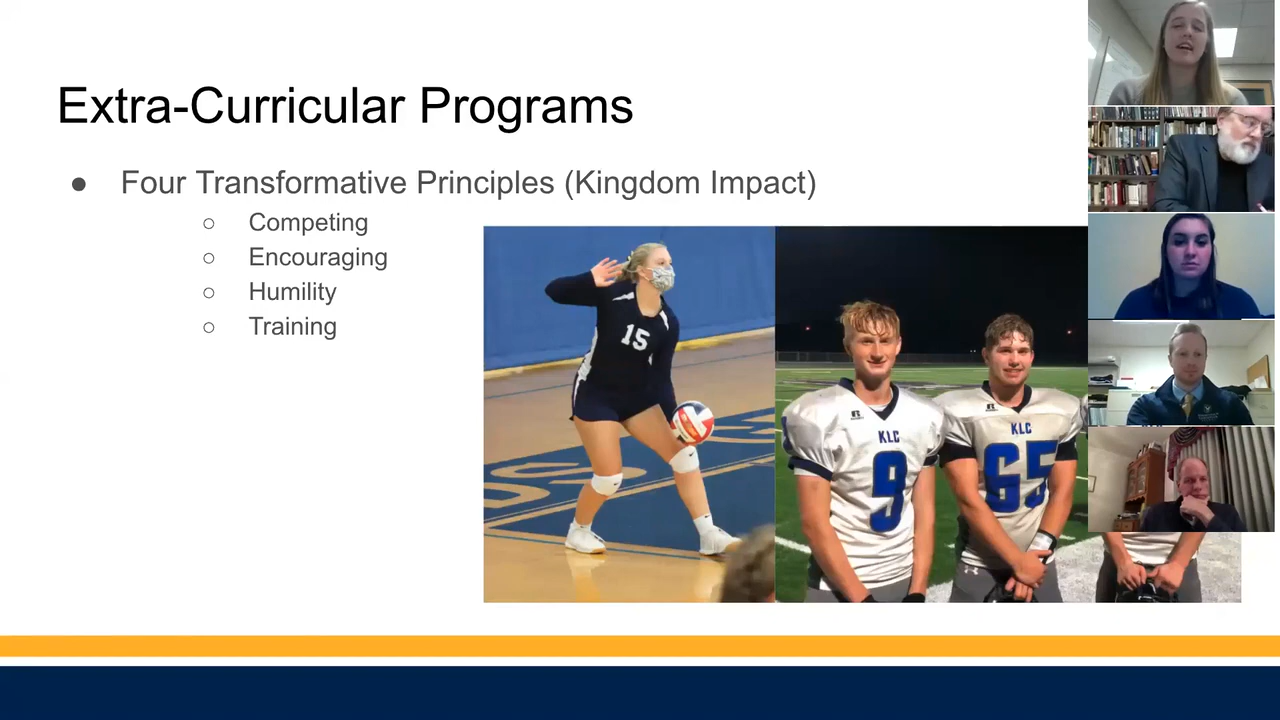 Extra-Curricular Programs
● Four Transformative Principles (Kingdom Impact)
○ Competing
○ Encouraging
○ Humility
○ Training
15
KLC
9
KLC
65